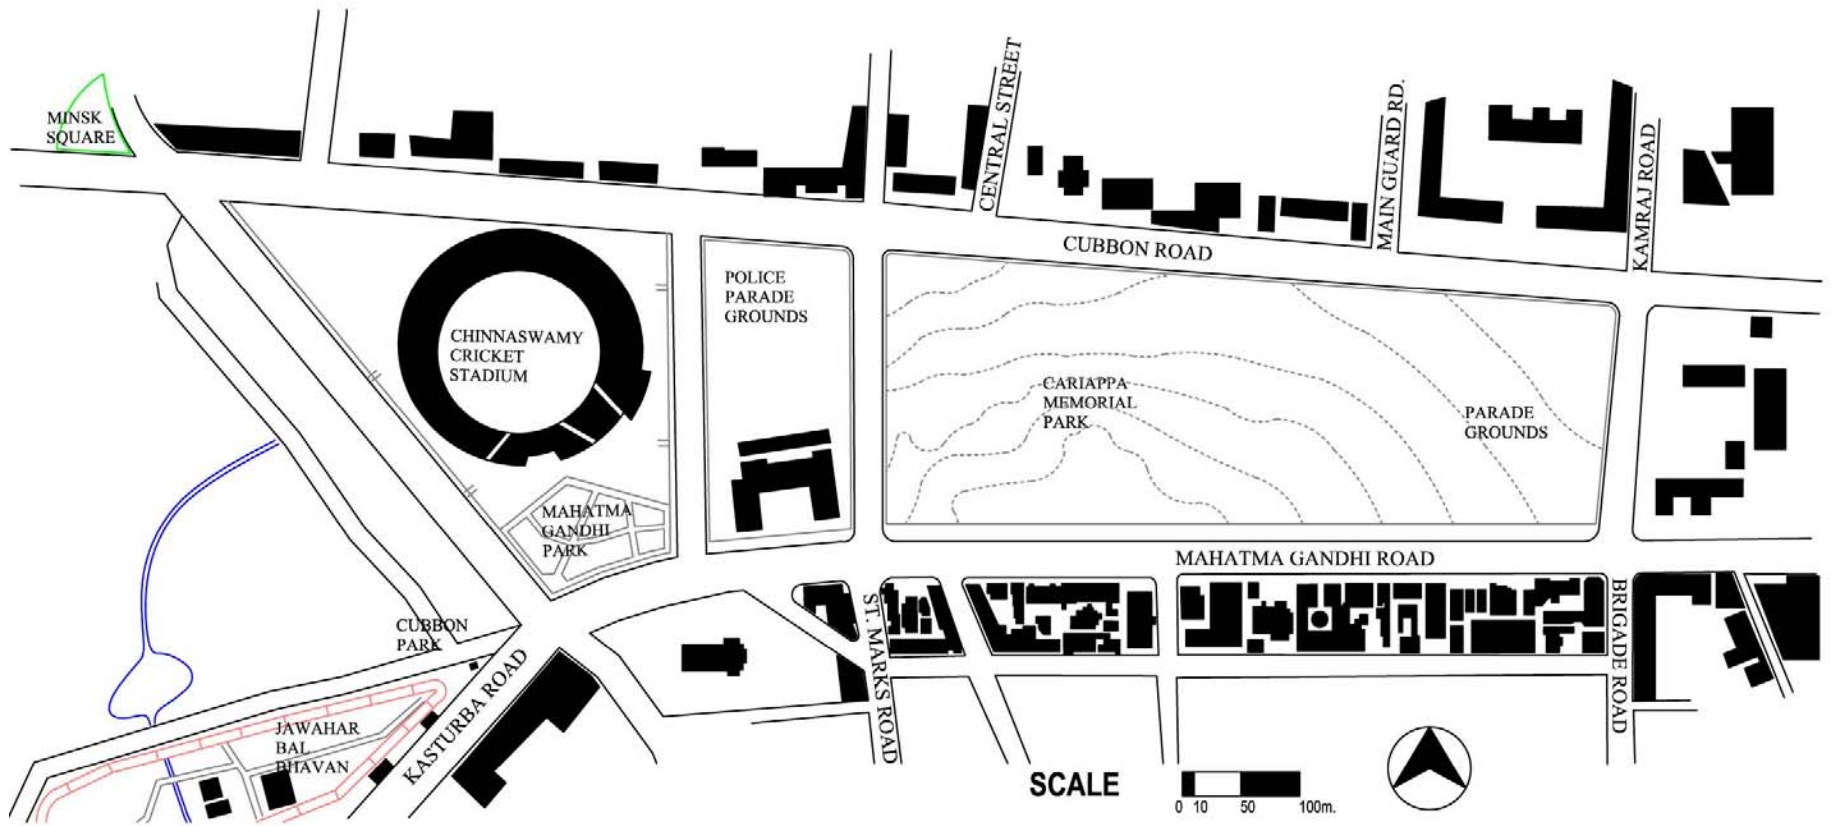 MINSK
SQUARE
CENTRAL STREET
MAIN GUARD RD.
KAMRAJ ROAD
CUBBON ROAD
POLICE
PARADE
GROUNDS
CHINNASWAMY
CRICKET
STADIUM
CARIAPPA
MEMORIAL
PARK
PARADE
GROUNDS
MAHATMA
GANDHI
PARK
MAHATMA GANDHI ROAD
CUBBON
PARK
ST. MARKS ROAD
BRIGADE ROAD
KASTURBA ROAD
JAWAHAR
BAL
BHAVAN
SCALE
0 10 50 100m.